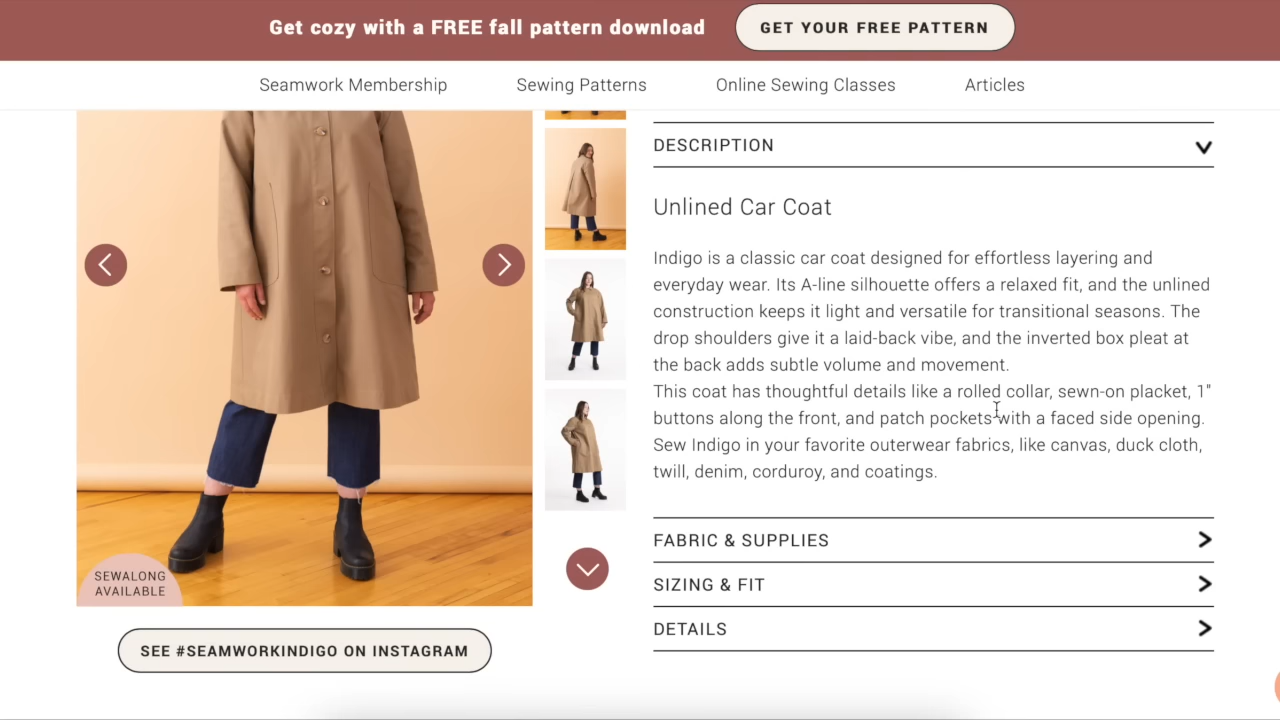 Get cozy with a FREE fall pattern download
GET YOUR FREE PATTERN
Seamwork Membership
Sewing Patterns
Online Sewing Classes
Articles
DESCRIPTION
Unlined Car Coat
Indigo is a classic car coat designed for effortless layering and
everyday wear. Its A-line silhouette offers a relaxed fit, and the unlined
construction keeps it light and versatile for transitional seasons. The
drop shoulders give it a laid-back vibe, and the inverted box pleat at
the back adds subtle volume and movement.
This coat has thoughtful details like a rolled collar, sewn-on placket, 1"
buttons along the front, and patch pockets with a faced side opening.
Sew Indigo in your favorite outerwear fabrics, like canvas, duck cloth,
twill, denim, corduroy, and coatings.
FABRIC & SUPPLIES
SIZING & FIT
DETAILS
SEWALONG
AVAILABLE
SEE #SEAMWORKINDIGO ON INSTAGRAM